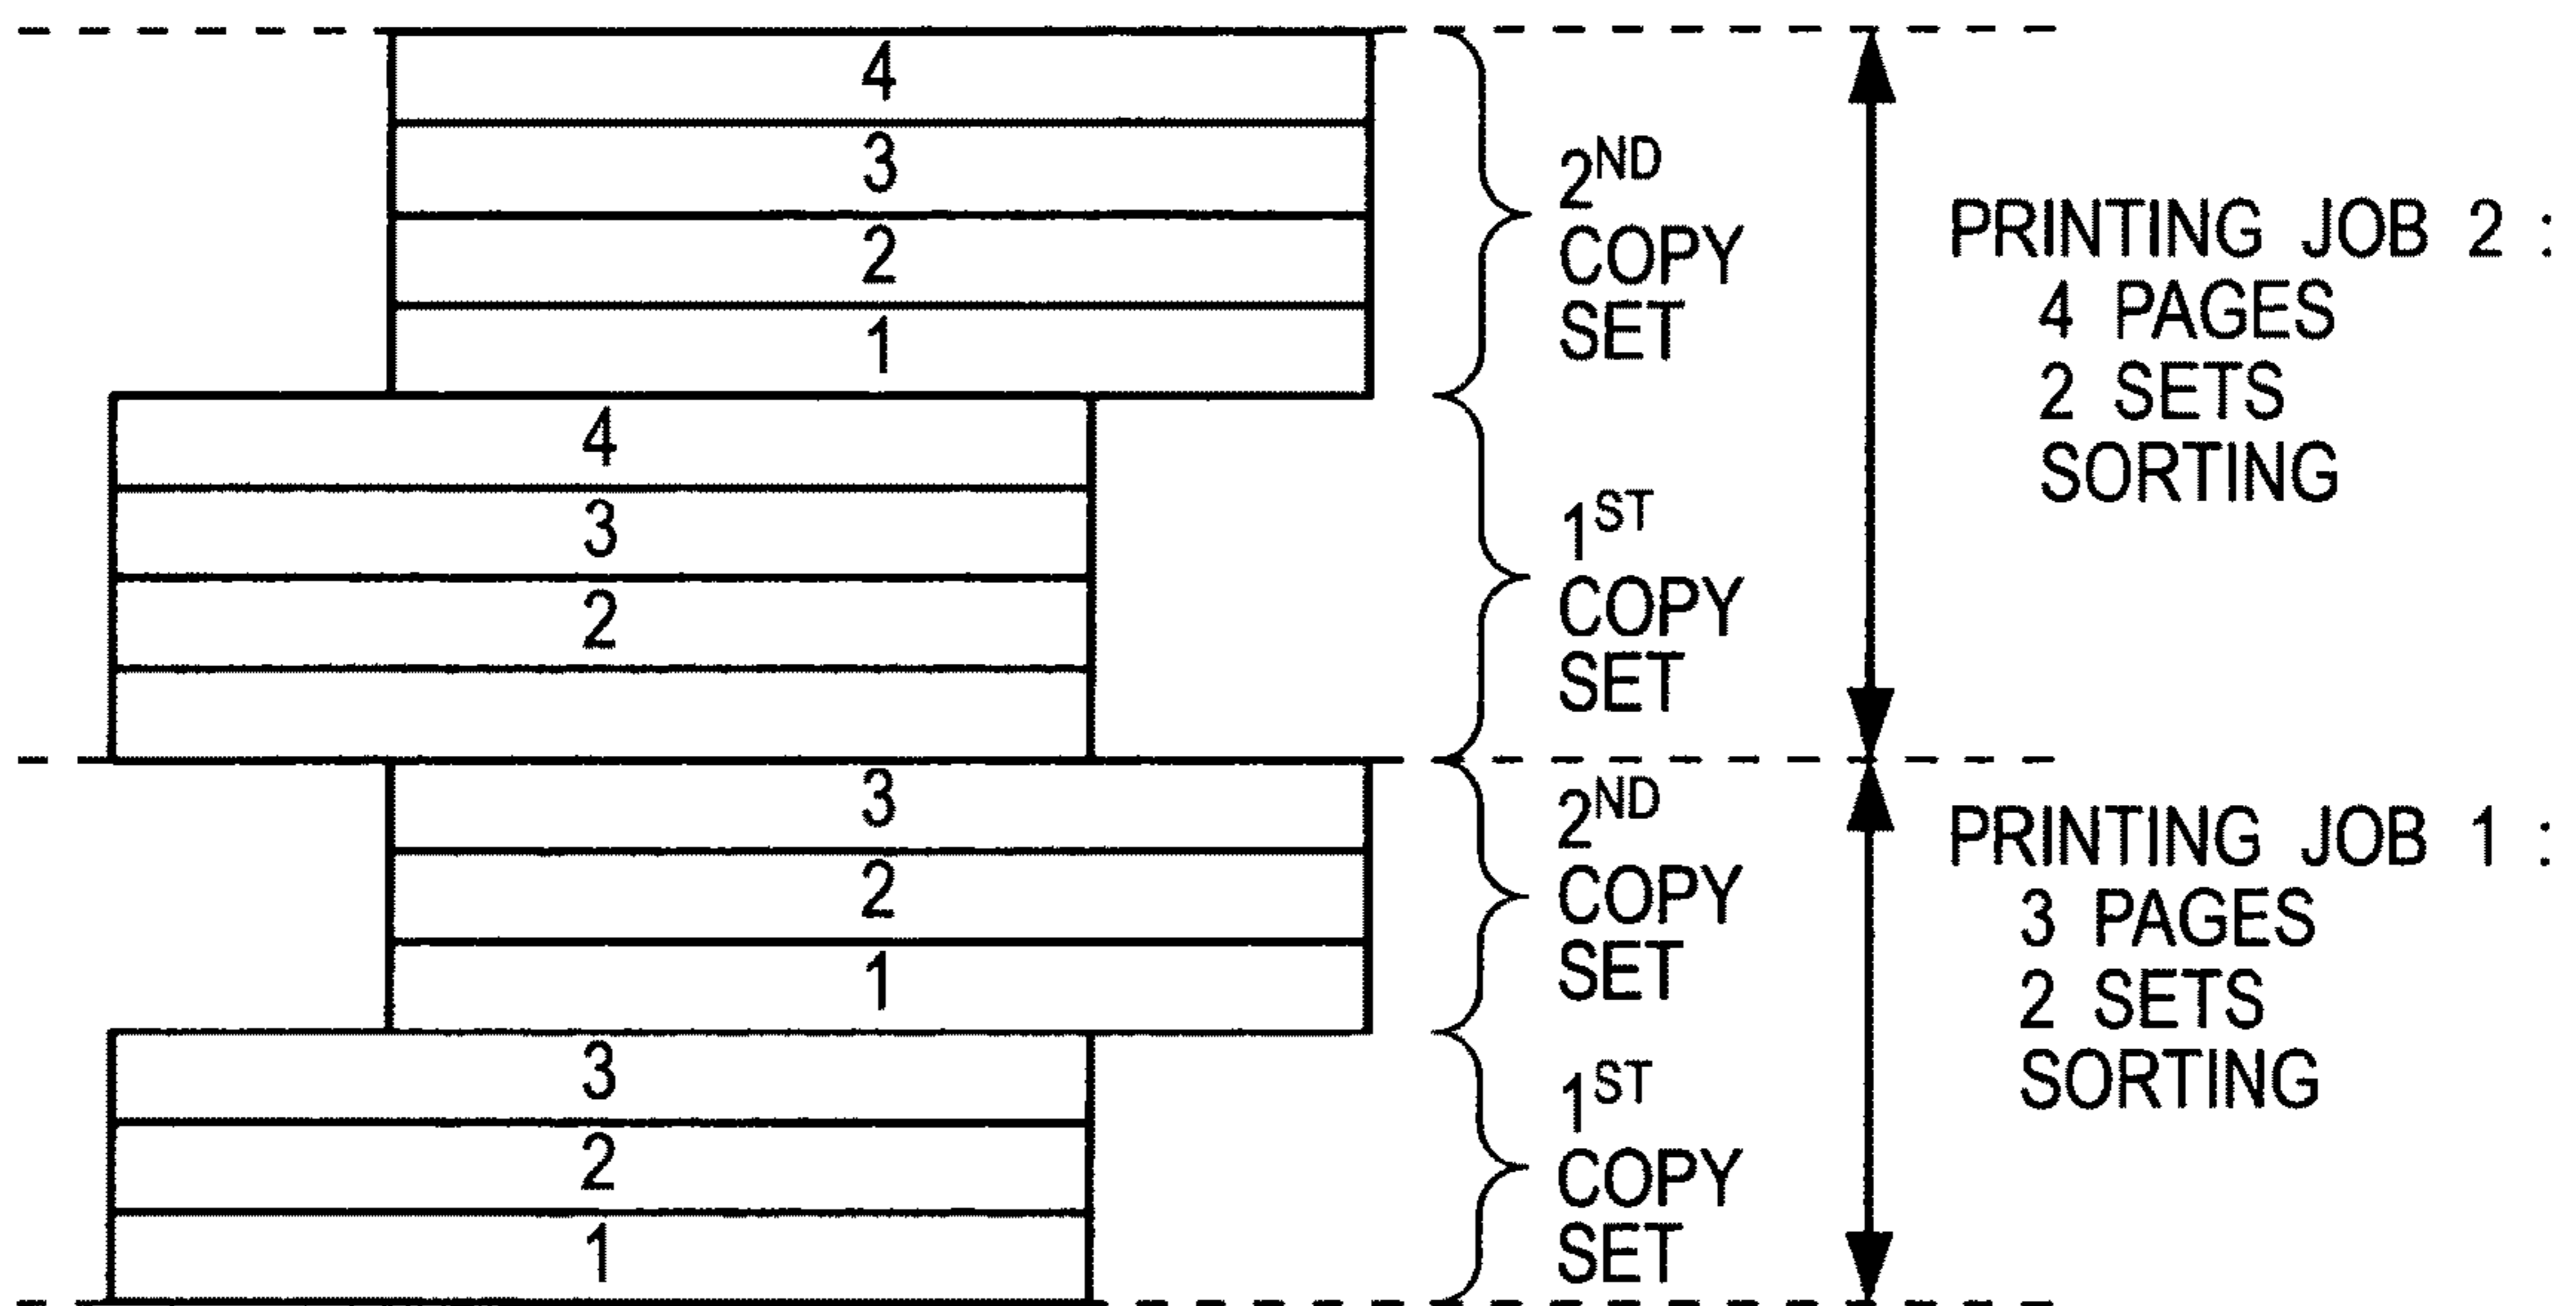 4
3
2
1
2ND
COPY
SET
4
3
2
1ST
COPY
SET
PRINTING JOB 2 :
4 PAGES
2 SETS
SORTING
3
2
1
2ND
COPY
SET
3
2
1
1ST
COPY
SET
PRINTING JOB 1 :
3 PAGES
2 SETS
SORTING